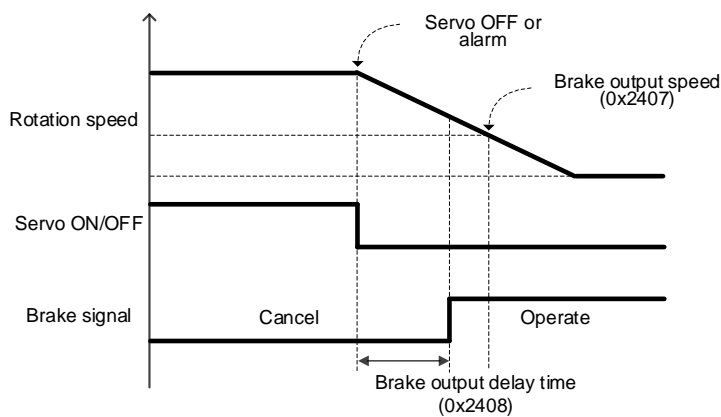 Servo OFF or
alarm
Brake output speed
(0x2407)
Rotation speed
Servo ON/OFF
Brake signal
Cancel
Operate
Brake output delay time
(0x2408)